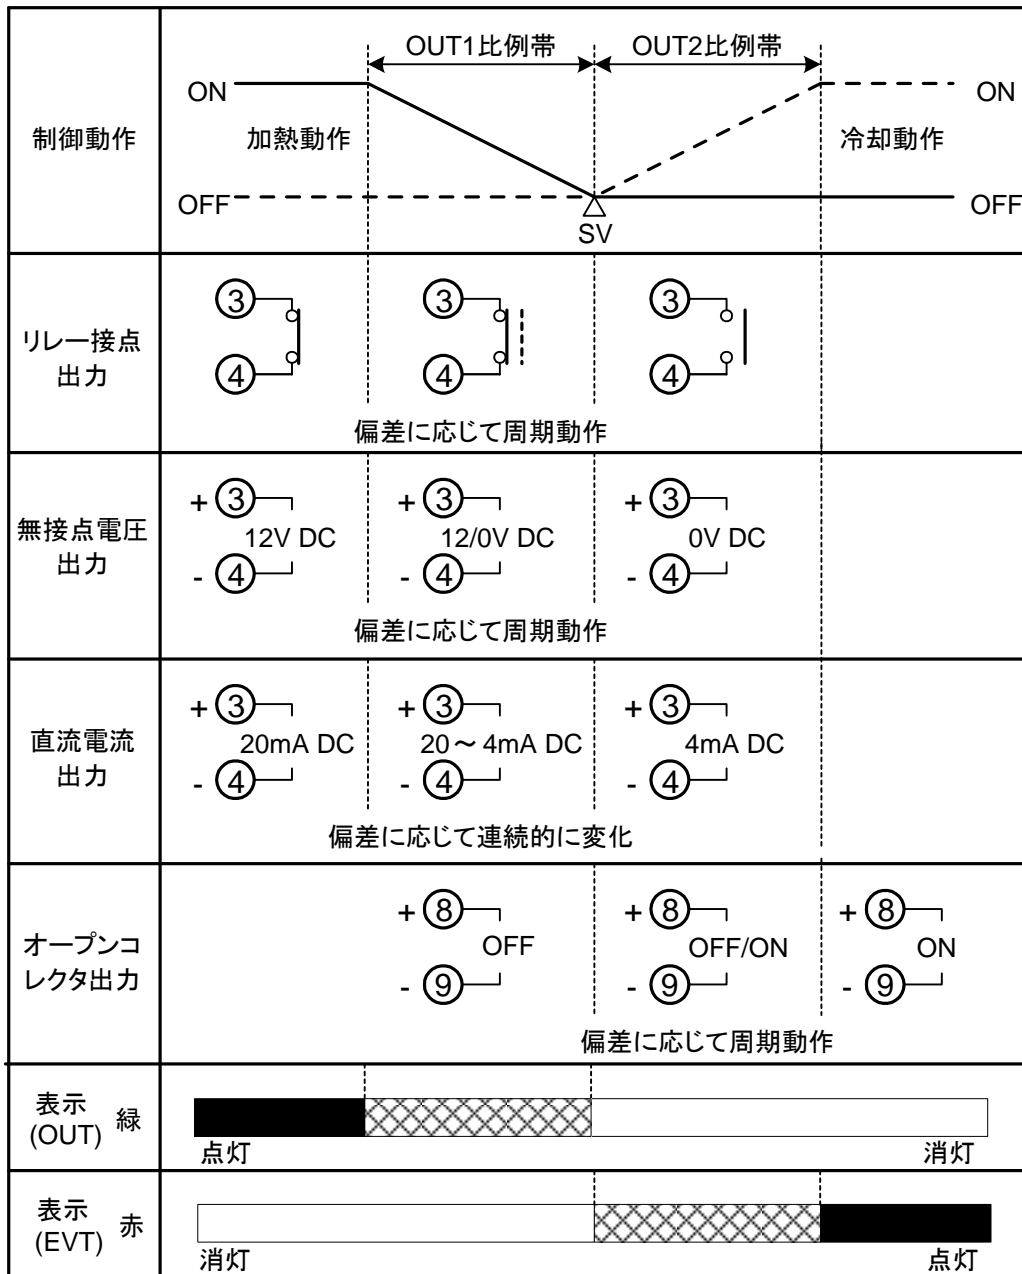 OUT1比例帯 OUT2比例帯
ON ON
制御動作 加熱動作 冷却動作
OFF OFF
SV
リレー接点
出力
③ ③ ③
④ ④ ④
偏差に応じて周期動作
無接点電圧
出力
+ ③ + ③ + ③
12V DC 12/0V DC 0V DC
- ④ - ④ - ④
偏差に応じて周期動作
直流電流
出力
+ ③ + ③ + ③
20mA DC 20～4mA DC 4mA DC
- ④ - ④ - ④
偏差に応じて連続的に変化
オープンコ
レクタ出力
+ ⑧ + ⑧ + ⑧
OFF OFF/ON ON
- ⑨ - ⑨ - ⑨
偏差に応じて周期動作
表示
(OUT) 緑
点灯 消灯
表示
(EVT) 赤
消灯 点灯